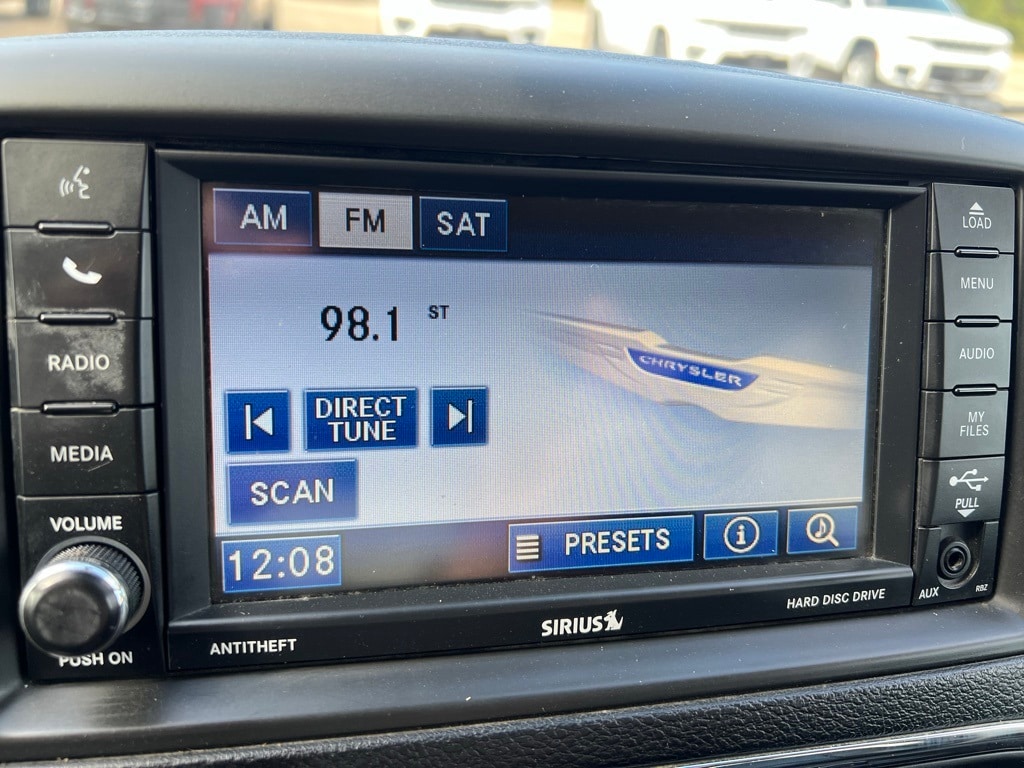 AM FM SAT
98.1 ST
CHRYSLER
DIRECT
TUNE
SCAN
12:08 PRESETS
RADIO
MEDIA
VOLUME
PUSH ON
LOAD
MENU
AUDIO
MY
FILES
PULL
AUX RBZ
ANTITHEFT SIRIUS HARD DISC DRIVE